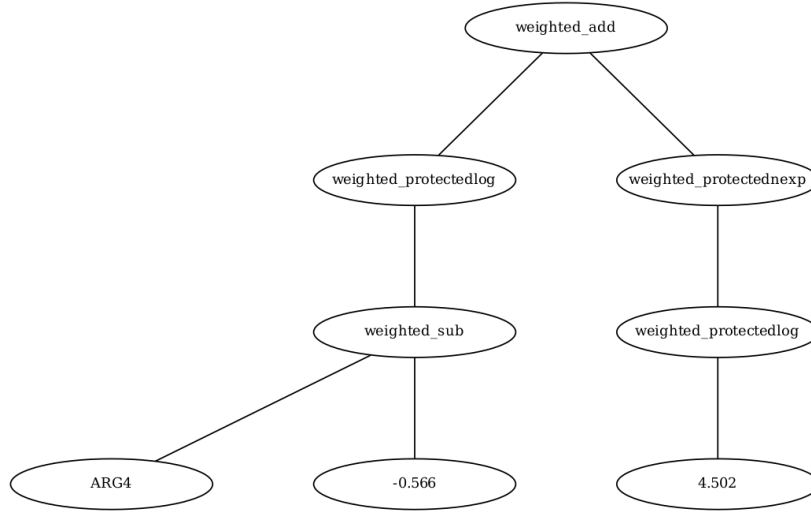 weighted_add
weighted_protectedlog
weighted_protectednexp
weighted_sub
weighted_protectedlog
ARG4
-0.566
4.502